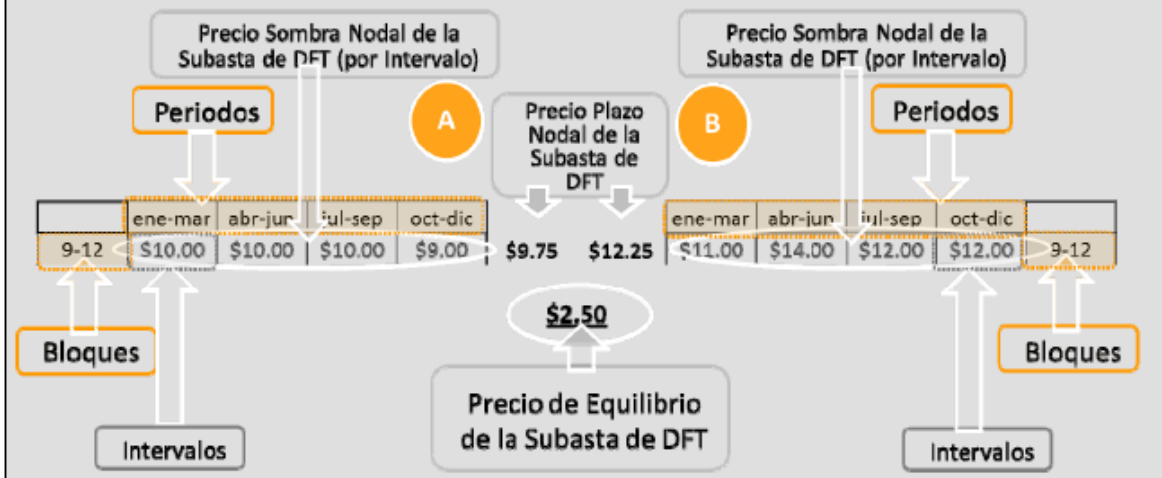 Precio Sombra Nodal de la
Subasta de DFT (por Intervalo)
Precio Sombra Nodal de la
Subasta de DFT (por Intervalo)
Periodos
A
Precio Plazo
Nodal de la
Subasta de
DFT
B
Periodos
ene-mar abr-jun jul-sep oct-dic
9-12 $10.00 $10.00 $10.00 $9.00
$9.75 $12.25
ene-mar abr-jun jul-sep oct-dic
$11.00 $14.00 $12.00 $12.00 9-12
$2.50
Bloques
Bloques
Precio de Equilibrio
de la Subasta de DFT
Intervalos
Intervalos